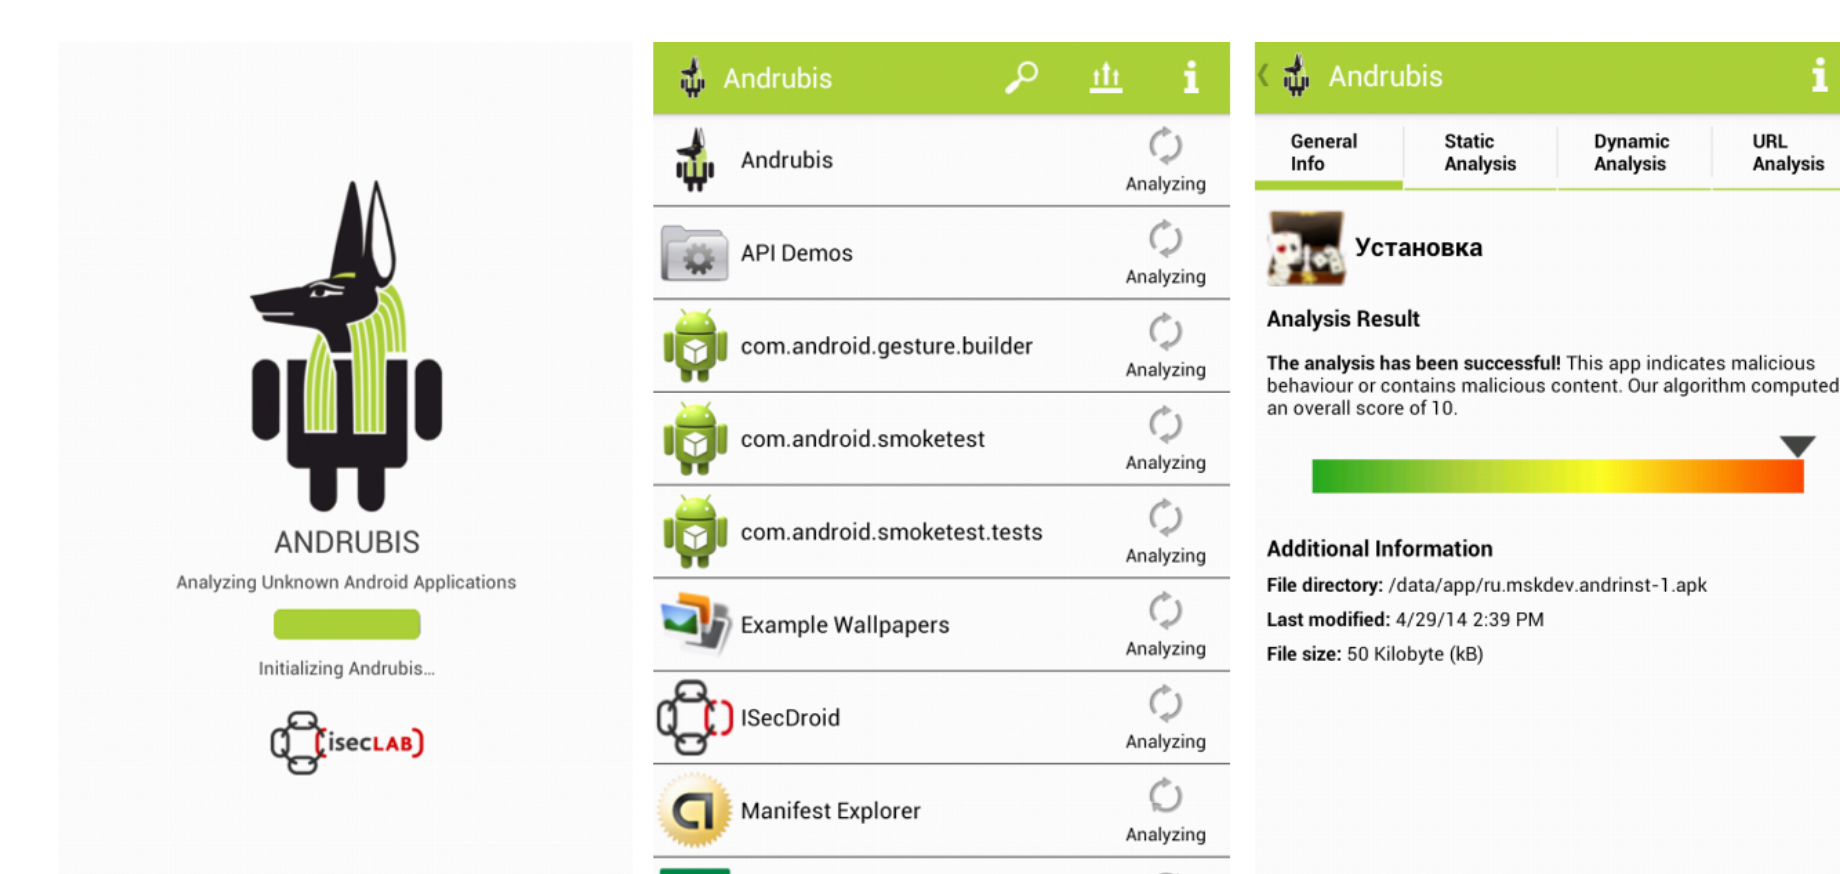 ANDRUBIS
Analyzing Unknown Android Applications
Initializing Andrubis...
isecLAB
Andrubis
Andrubis
Analyzing
API Demos
Analyzing
com.android.gesture.builder
Analyzing
com.android.smoketest
Analyzing
com.android.smoketest.tests
Analyzing
Example Wallpapers
Analyzing
ISecDroid
Analyzing
Manifest Explorer
Analyzing
Andrubis
General Info
Static Analysis
Dynamic Analysis
URL Analysis
Установка
Analysis Result
The analysis has been successful! This app indicates malicious
behaviour or contains malicious content. Our algorithm computed
an overall score of 10.
Additional Information
File directory: /data/app/ru.mskdev.andrinst-1.apk
Last modified: 4/29/14 2:39 PM
File size: 50 Kilobyte (kB)